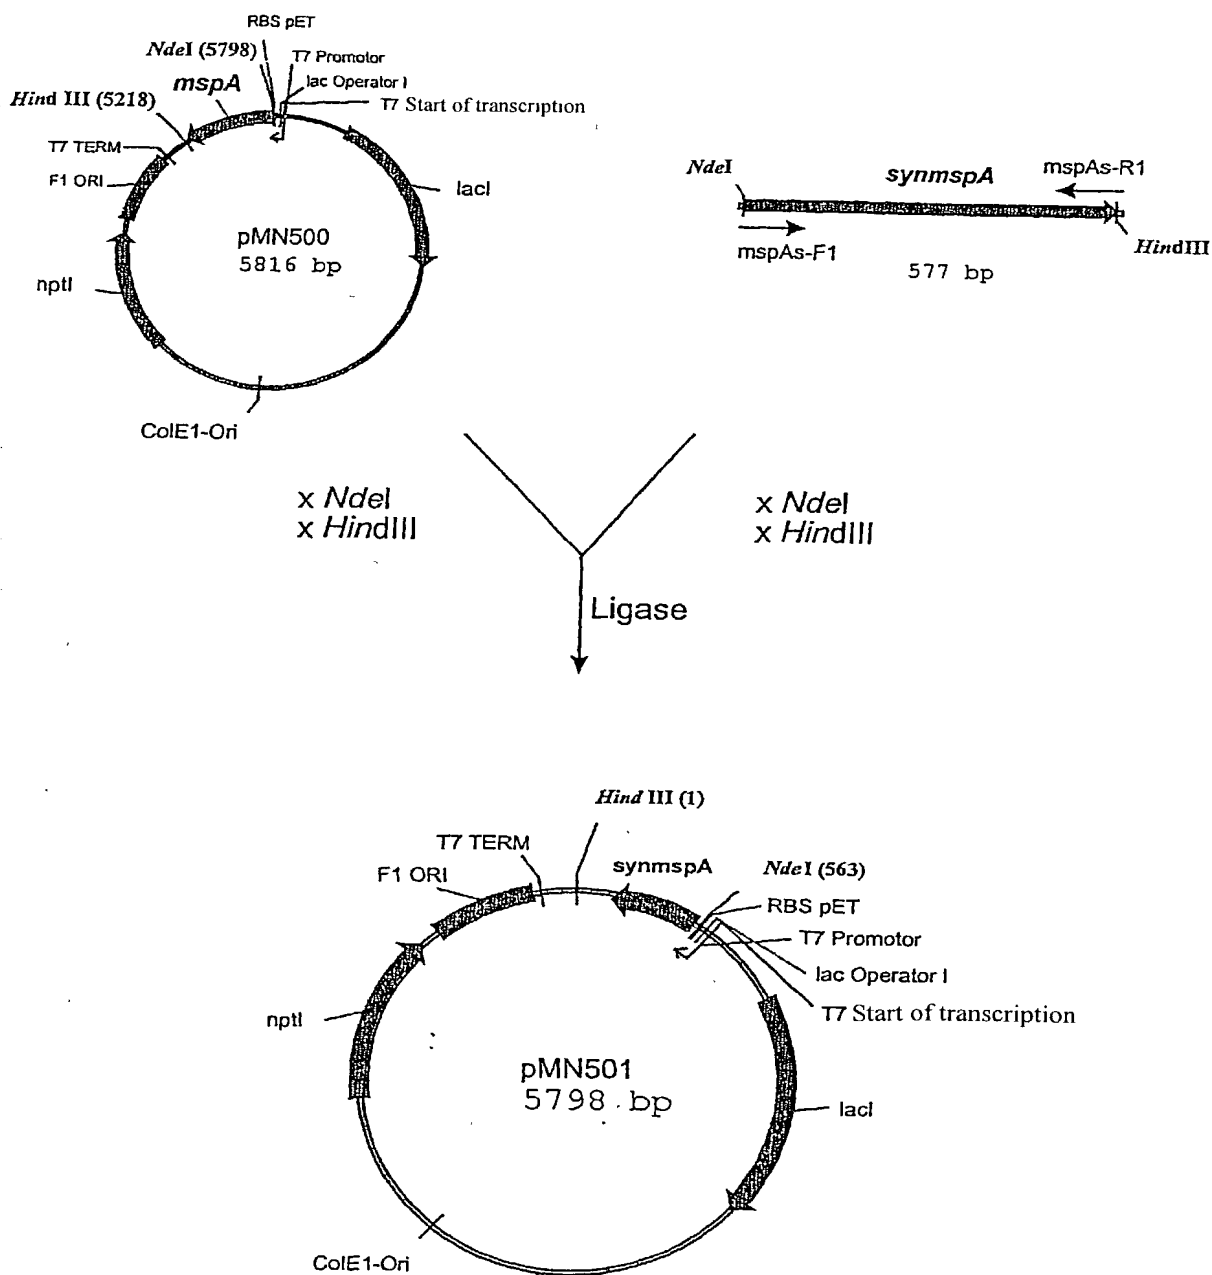 RBS pET
NdeI (5798)
T7 Promotor
mspA
lac Operator I
Hind III (5218)
T7 Start of transcription
T7 TERM
F1 ORI
lacI
pMN500
5816 bp
nptI
ColE1-Ori
NdeI
synmspA
mspAs-R1
mspAs-F1
HindIII
577 bp
x NdeI
x HindIII
x NdeI
x HindIII
Ligase
Hind III (1)
T7 TERM
synmspA
NdeI (563)
F1 ORI
RBS pET
T7 Promotor
lac Operator I
T7 Start of transcription
nptI
pMN501
5798 bp
lacI
ColE1-Ori